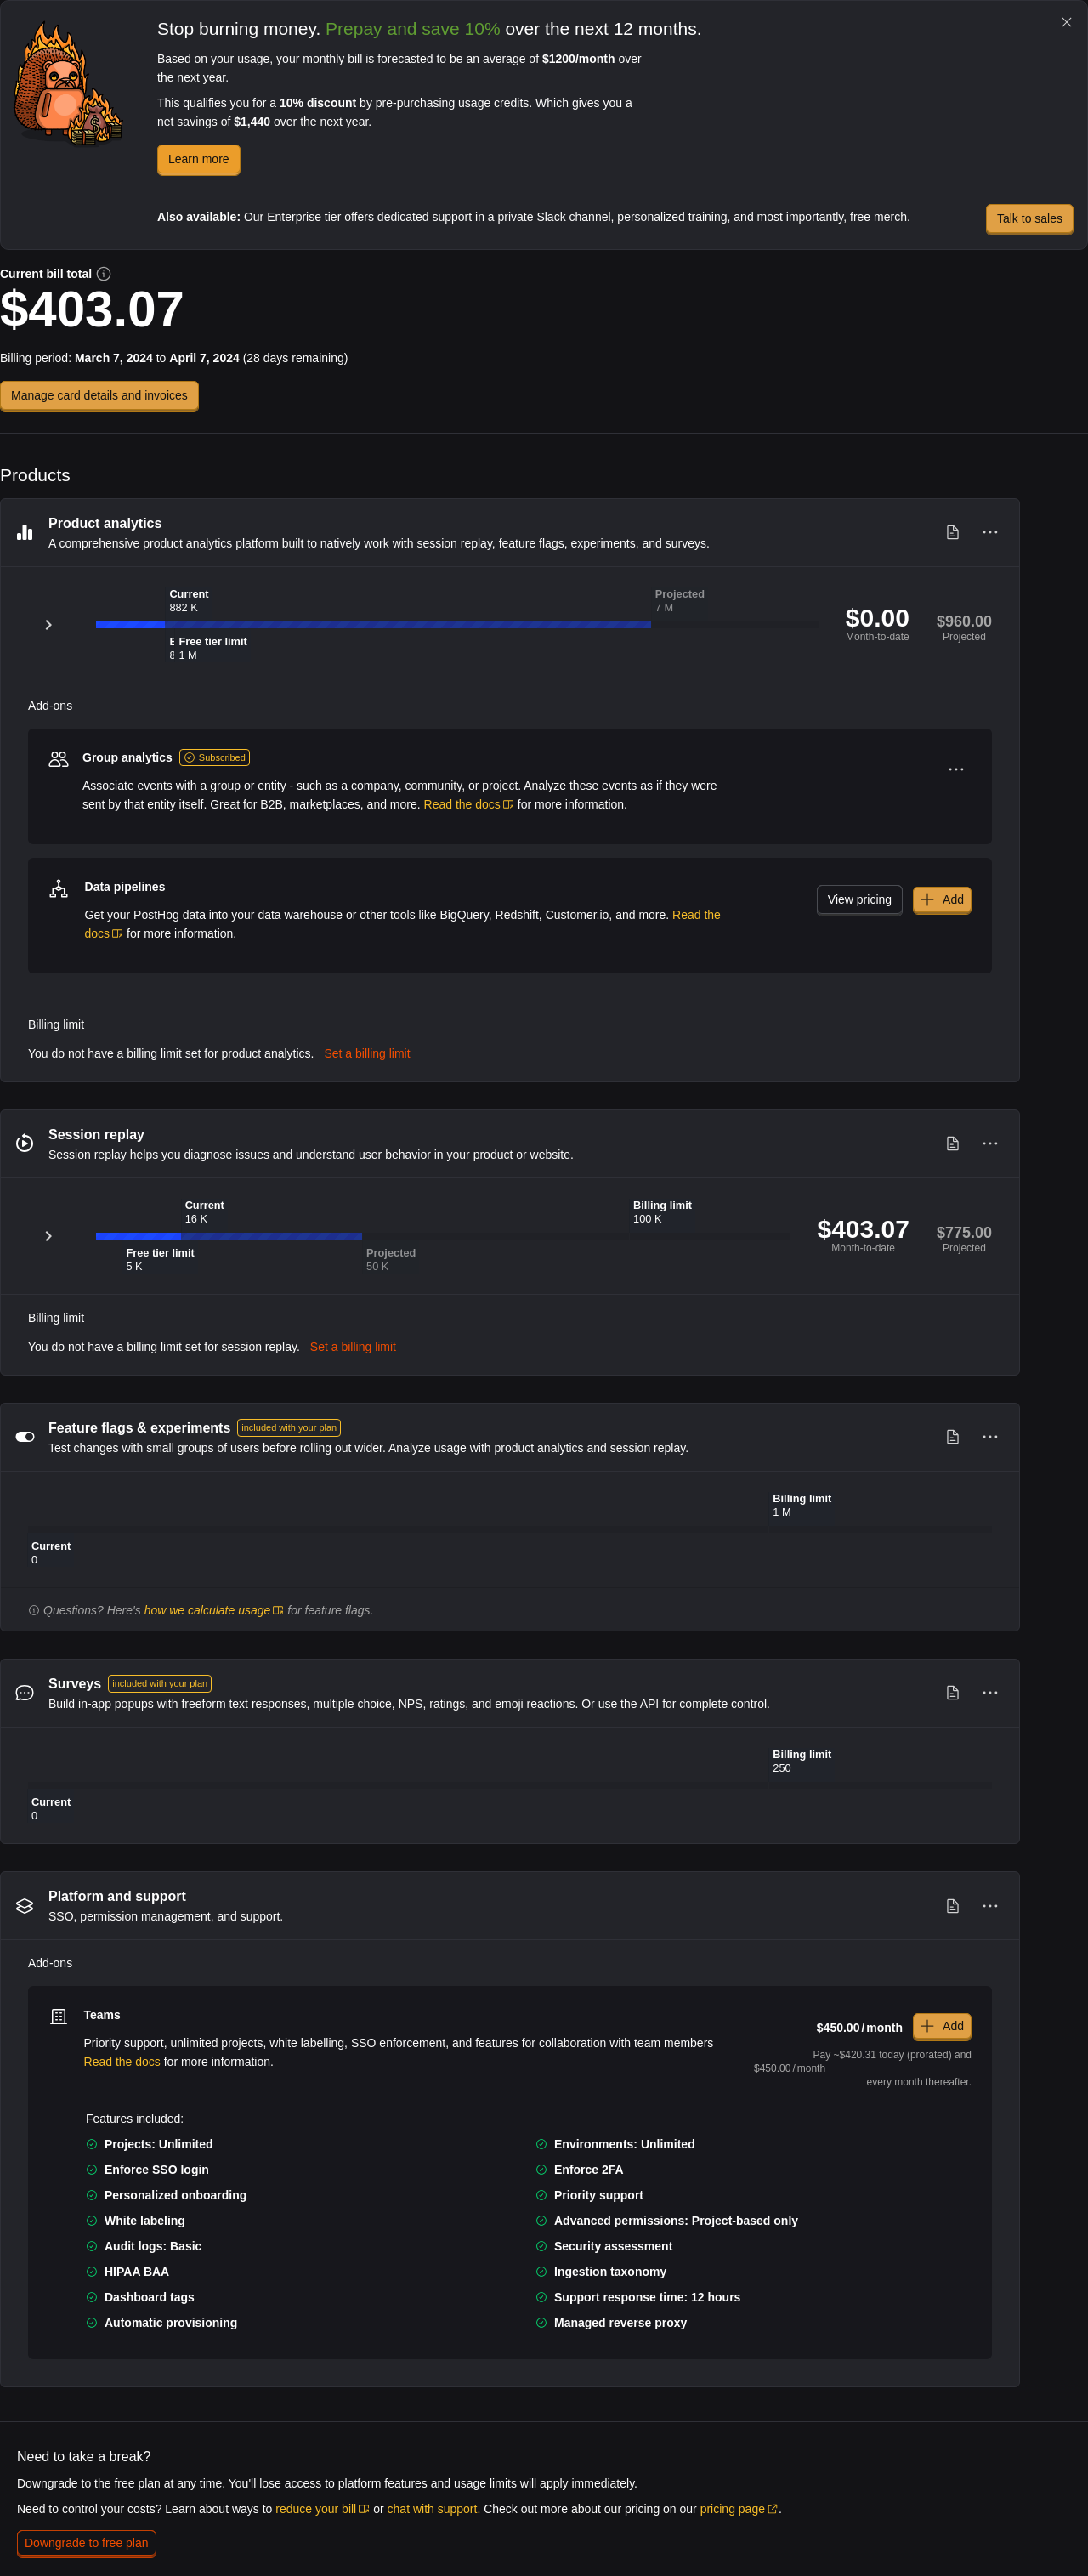 Stop burning money. Prepay and save 10% over the next 12 months.
Based on your usage, your monthly bill is forecasted to be an average of $1200/month over
the next year.
This qualifies you for a 10% discount by pre-purchasing usage credits. Which gives you a
net savings of $1,440 over the next year.
Learn more
Also available: Our Enterprise tier offers dedicated support in a private Slack channel, personalized training, and most importantly, free merch.
Talk to sales
Current bill total
$403.07
Billing period: March 7, 2024 to April 7, 2024 (28 days remaining)
Manage card details and invoices
Products
Product analytics
A comprehensive product analytics platform built to natively work with session replay, feature flags, experiments, and surveys.
Current
882 K
Projected
7 M
Free tier limit
1 M
$0.00
Month-to-date
$960.00
Projected
Add-ons
Group analytics Subscribed
Associate events with a group or entity - such as a company, community, or project. Analyze these events as if they were
sent by that entity itself. Great for B2B, marketplaces, and more. Read the docs for more information.
Data pipelines
Get your PostHog data into your data warehouse or other tools like BigQuery, Redshift, Customer.io, and more. Read the
docs for more information.
View pricing
Add
Billing limit
You do not have a billing limit set for product analytics. Set a billing limit
Session replay
Session replay helps you diagnose issues and understand user behavior in your product or website.
Current
16 K
Billing limit
100 K
Free tier limit
5 K
Projected
50 K
$403.07
Month-to-date
$775.00
Projected
Billing limit
You do not have a billing limit set for session replay. Set a billing limit
Feature flags & experiments included with your plan
Test changes with small groups of users before rolling out wider. Analyze usage with product analytics and session replay.
Billing limit
1 M
Current
0
Questions? Here's how we calculate usage for feature flags.
Surveys included with your plan
Build in-app popups with freeform text responses, multiple choice, NPS, ratings, and emoji reactions. Or use the API for complete control.
Billing limit
250
Current
0
Platform and support
SSO, permission management, and support.
Add-ons
Teams
Priority support, unlimited projects, white labelling, SSO enforcement, and features for collaboration with team members
Read the docs for more information.
$450.00/month
Add
Pay ~$420.31 today (prorated) and
$450.00/month
every month thereafter.
Features included:
Projects: Unlimited
Environments: Unlimited
Enforce SSO login
Enforce 2FA
Personalized onboarding
Priority support
White labeling
Advanced permissions: Project-based only
Audit logs: Basic
Security assessment
HIPAA BAA
Ingestion taxonomy
Dashboard tags
Support response time: 12 hours
Automatic provisioning
Managed reverse proxy
Need to take a break?
Downgrade to the free plan at any time. You'll lose access to platform features and usage limits will apply immediately.
Need to control your costs? Learn about ways to reduce your bill or chat with support. Check out more about our pricing on our pricing page.
Downgrade to free plan